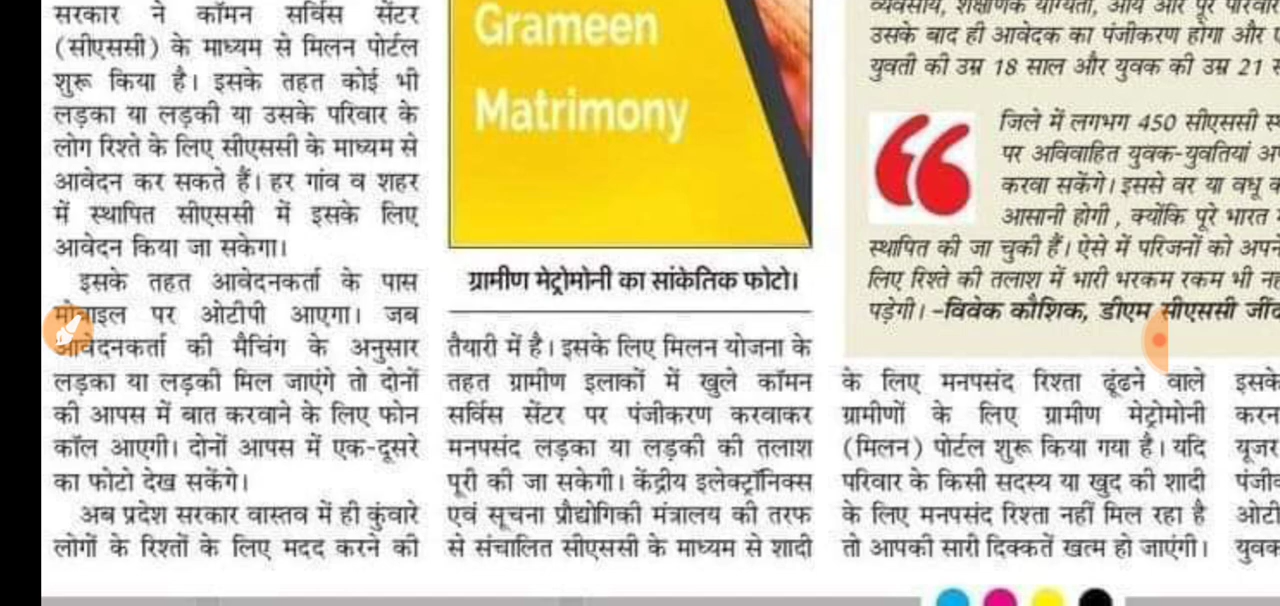 सरकार ने कॉमन सर्विस सेंटर
(सीएससी) के माध्यम से मिलन पोर्टल
शुरू किया है। इसके तहत कोई भी
लड़का या लड़की या उसके परिवार के
लोग रिश्ते के लिए सीएससी के माध्यम से
आवेदन कर सकते हैं। हर गांव व शहर
में स्थापित सीएससी में इसके लिए
आवेदन किया जा सकेगा।
इसके तहत आवेदनकर्ता के पास
मोबाइल पर ओटीपी आएगा। जब
आवेदनकर्ता की मैचिंग के अनुसार
लड़का या लड़की मिल जाएंगे तो दोनों
की आपस में बात करवाने के लिए फोन
कॉल आएगी। दोनों आपस में एक-दूसरे
का फोटो देख सकेंगे।
अब प्रदेश सरकार वास्तव में ही कुंवारे
लोगों के रिश्तों के लिए मदद करने की
Grameen
Matrimony
ग्रामीण मेट्रोमोनी का सांकेतिक फोटो।
तैयारी में है। इसके लिए मिलन योजना के
तहत ग्रामीण इलाकों में खुले कॉमन
सर्विस सेंटर पर पंजीकरण करवाकर
मनपसंद लड़का या लड़की की तलाश
पूरी की जा सकेगी। केंद्रीय इलेक्ट्रॉनिक्स
एवं सूचना प्रौद्योगिकी मंत्रालय की तरफ
से संचालित सीएससी के माध्यम से शादी
व्यवसाय, शैक्षणिक योग्यता, आय और पूरे परिवार
उसके बाद ही आवेदक का पंजीकरण होगा और
युवती की उम्र 18 साल और युवक की उम्र 21
जिले में लगभग 450 सीएससी
पर अविवाहित युवक-युवतियां
करवा सकेंगे। इससे वर या वधू
आसानी होगी, क्योंकि पूरे भारत
स्थापित की जा चुकी हैं। ऐसे में परिजनों को
लिए रिश्ते की तलाश में भारी भरकम रकम भी
पड़ेगी। -विवेक कौशिक, डीएम सीएससी
के लिए मनपसंद रिश्ता ढूंढने वाले
ग्रामीणों के लिए ग्रामीण मेट्रोमोनी
(मिलन) पोर्टल शुरू किया गया है। यदि
परिवार के किसी सदस्य या खुद की शादी
के लिए मनपसंद रिश्ता नहीं मिल रहा है
तो आपकी सारी दिक्कतें खत्म हो जाएंगी।
इसके
करन
यूजर